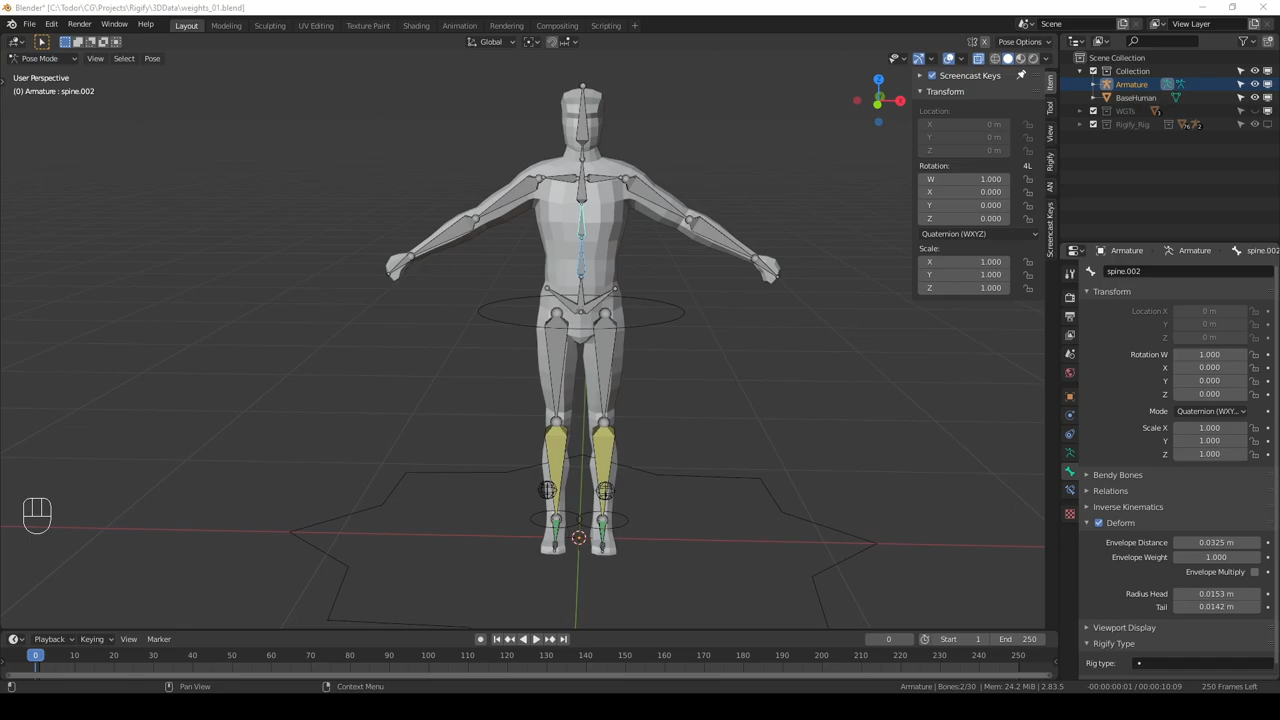 Blender* [C:\Todor\CG\Projects\Rigify\3DData\weights_01.blend]
File Edit Render Window Help Layout Modeling Sculpting UV Editing Texture Paint Shading Animation Rendering Compositing Scripting + Scene View Layer
Global Pose Options
Pose Mode View Select Pose
User Perspective
(0) Armature : spine.002
Screencast Keys
Transform
Location:
X 0 m
Y 0 m
Z 0 m
Rotation: 4L
W 1.000
X 0.000
Y 0.000
Z 0.000
Quaternion (WXYZ)
Scale:
X 1.000
Y 1.000
Z 1.000
Item
Tool
View
Rigify
AN
Screencast Keys
Z
X
Scene Collection
Collection
Armature
BaseHuman
WGTs 3
Rigify_Rig 76 2
Armature Armature spine.002
spine.002
Transform
Location X 0 m
Y 0 m
Z 0 m
Rotation W 1.000
X 0.000
Y 0.000
Z 0.000
Mode Quaternion (WXY...
Scale X 1.000
Y 1.000
Z 1.000
Bendy Bones
Relations
Inverse Kinematics
Deform
Envelope Distance 0.0325 m
Envelope Weight 1.000
Envelope Multiply
Radius Head 0.0153 m
Tail 0.0142 m
Viewport Display
Rigify Type
Rig type:
Playback Keying View Marker 0 Start 1 End 250
0 10 20 30 40 50 60 70 80 90 100 110 120 130 140 150 160 170 180 190 200 210 220 230 240 250
Pan View Context Menu Armature | Bones:2/30 | Mem: 24.2 MiB | 2.83.5 -00:00:00:01 / 00:00:10:09 250 Frames Left